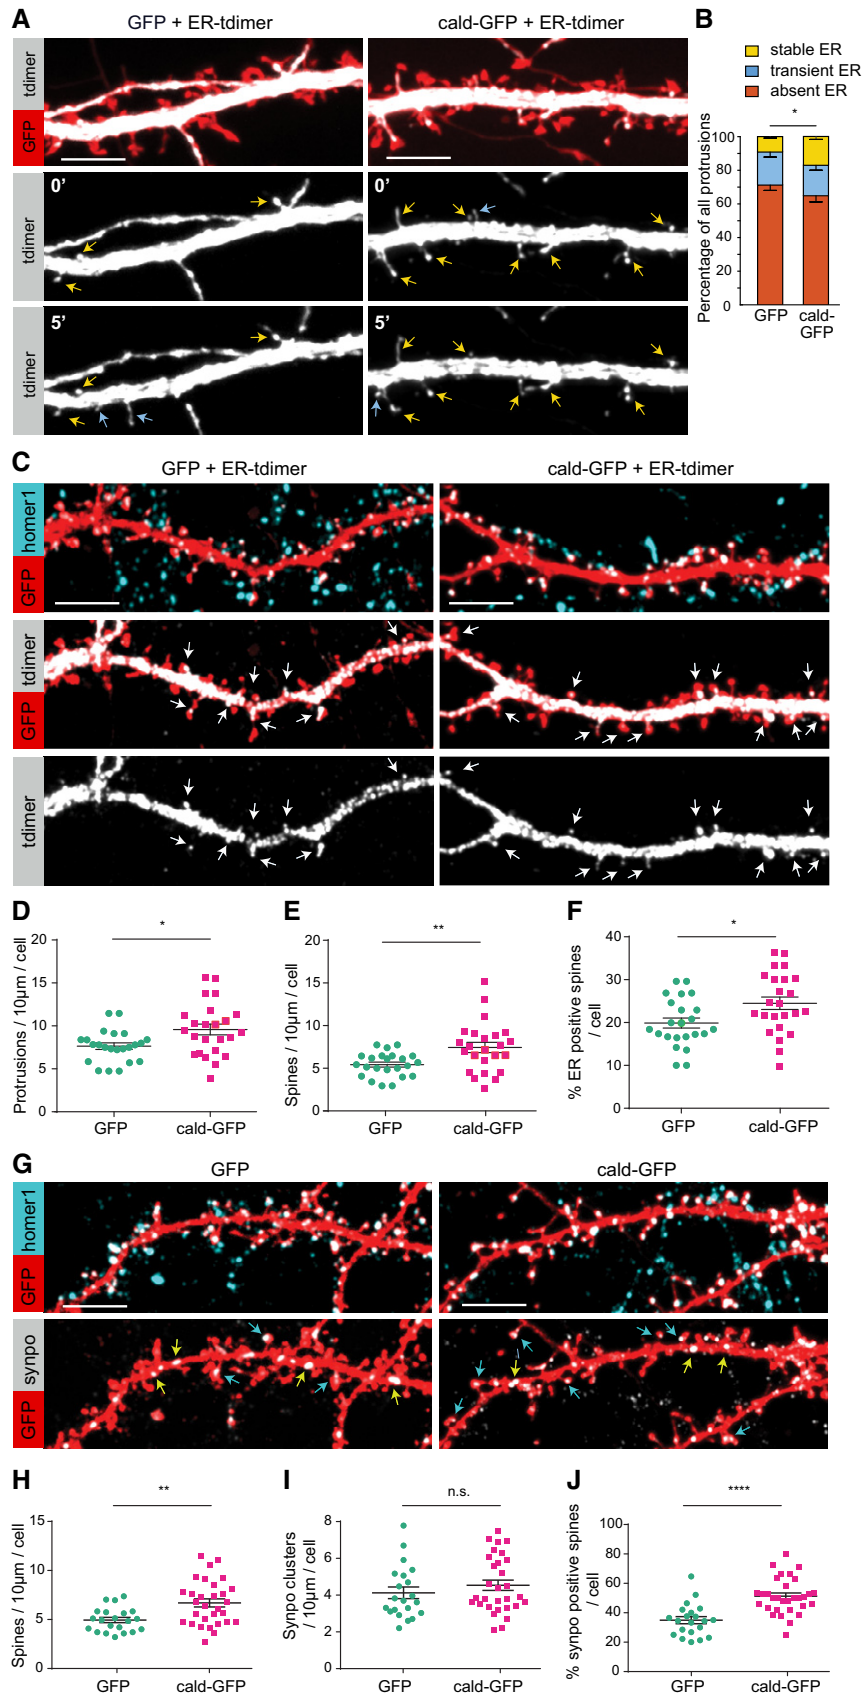 A
GFP + ER-tdimer
cald-GFP + ER-tdimer
tdimer
GFP
tdimer
0'
0'
tdimer
5'
5'
B
stable ER
transient ER
absent ER
*
Percentage of all protrusions
100
80
60
40
20
0
GFP
cald-GFP
C
GFP + ER-tdimer
cald-GFP + ER-tdimer
homer1
GFP
tdimer
GFP
tdimer
D
*
Protrusions / 10µm / cell
20
15
10
5
0
GFP
cald-GFP
E
**
Spines / 10µm / cell
20
15
10
5
0
GFP
cald-GFP
F
*
% ER positive spines / cell
40
30
20
10
0
GFP
cald-GFP
G
GFP
cald-GFP
homer1
GFP
synpo
GFP
H
**
Spines / 10µm / cell
15
10
5
0
GFP
cald-GFP
I
n.s.
Synpo clusters / 10µm / cell
8
6
4
2
0
GFP
cald-GFP
J
****
% synpo positive spines / cell
100
80
60
40
20
0
GFP
cald-GFP